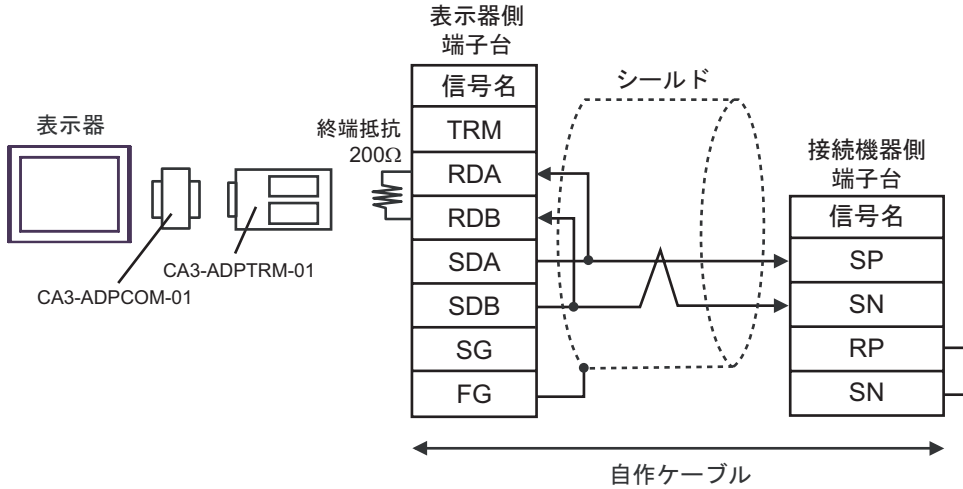 表示器
CA3-ADPCOM-01
CA3-ADPTRM-01
終端抵抗
200Ω
表示器側
端子台
信号名
TRM
RDA
RDB
SDA
SDB
SG
FG
シールド
接続機器側
端子台
信号名
SP
SN
RP
SN
自作ケーブル